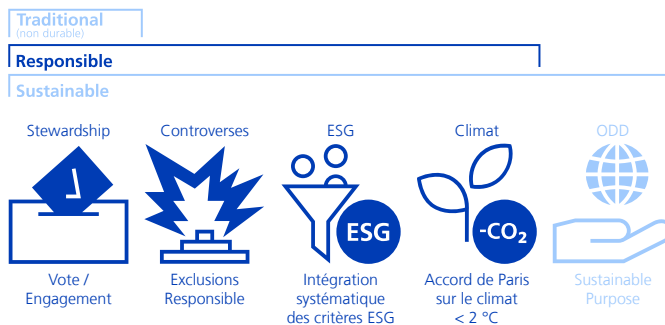 Traditional
(non durable)
Responsible
Sustainable
Stewardship
Controverses
ESG
Climat
ODD
ESG
-CO₂
Vote /
Engagement
Exclusions
Responsible
Intégration
systématique
des critères ESG
Accord de Paris
sur le climat
< 2 °C
Sustainable
Purpose